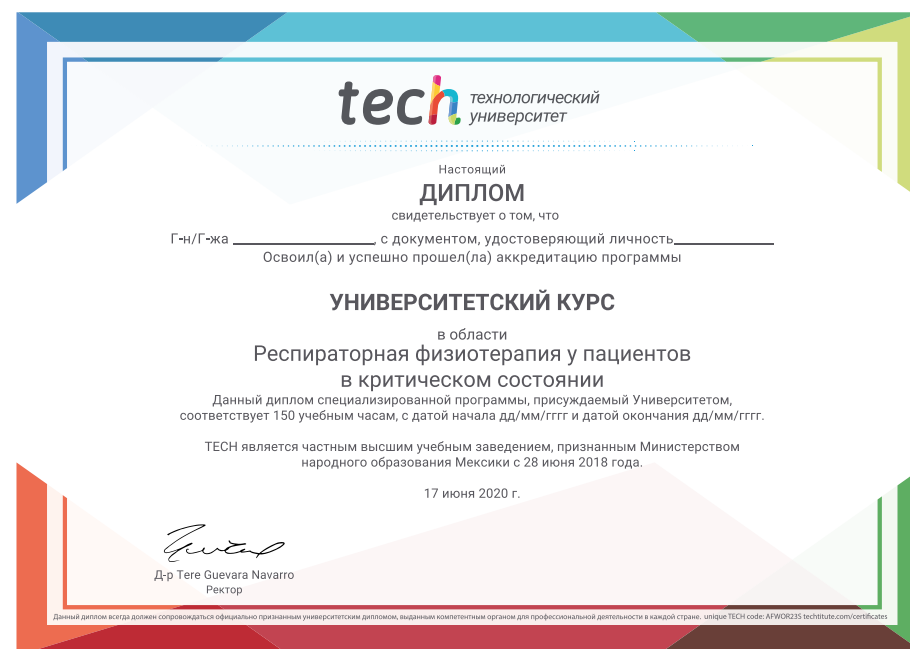 tech технологический
университет
Настоящий
ДИПЛОМ
свидетельствует о том, что
Г-н/Г-жа ________________, с документом, удостоверяющий личность____________
Освоил(а) и успешно прошел(ла) аккредитацию программы
УНИВЕРСИТЕТСКИЙ КУРС
в области
Респираторная физиотерапия у пациентов
в критическом состоянии
Данный диплом специализированной программы, присуждаемый Университетом,
соответствует 150 учебным часам, с датой начала дд/мм/гггг и датой окончания дд/мм/гггг.
TECH является частным высшим учебным заведением, признанным Министерством
народного образования Мексики с 28 июня 2018 года.
17 июня 2020 г.
Д-р Tere Guevara Navarro
Ректор
Данный диплом всегда должен сопровождаться официально признанным университетским дипломом, выданным компетентным органом для профессиональной деятельности в каждой стране. unique TECH code: AFWOR23S techtitute.com/certificates